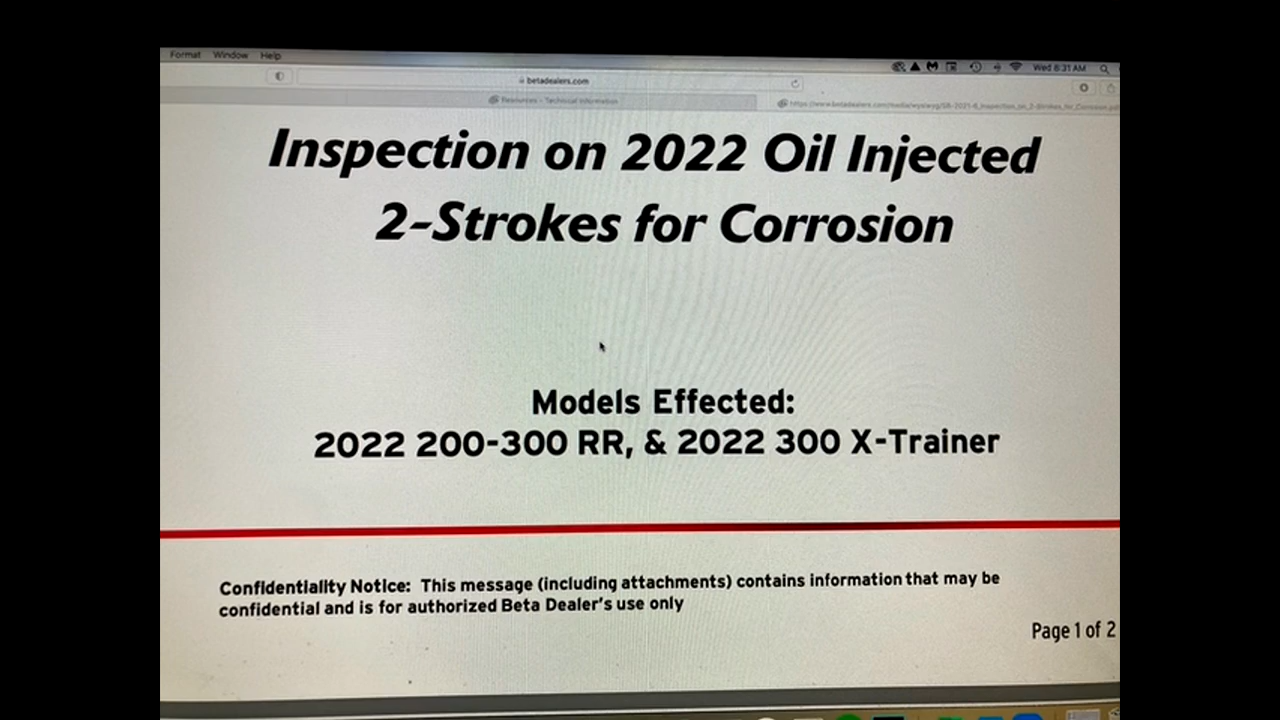 Format Window Help
Wed 8:31 AM
betadealers.com
Resources - Technical Information
Inspection on 2022 Oil Injected
2-Strokes for Corrosion
Models Effected:
2022 200-300 RR, & 2022 300 X-Trainer
Confidentiality Notice: This message (including attachments) contains information that may be
confidential and is for authorized Beta Dealer's use only
Page 1 of 2